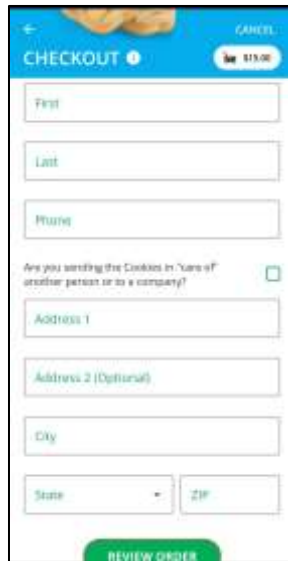 CANCEL
CHECKOUT
$15.00
First
Last
Phone
Are you sending the Cookies in "care of"
another person or to a company?
Address 1
Address 2 (Optional)
City
State
ZIP
REVIEW ORDER